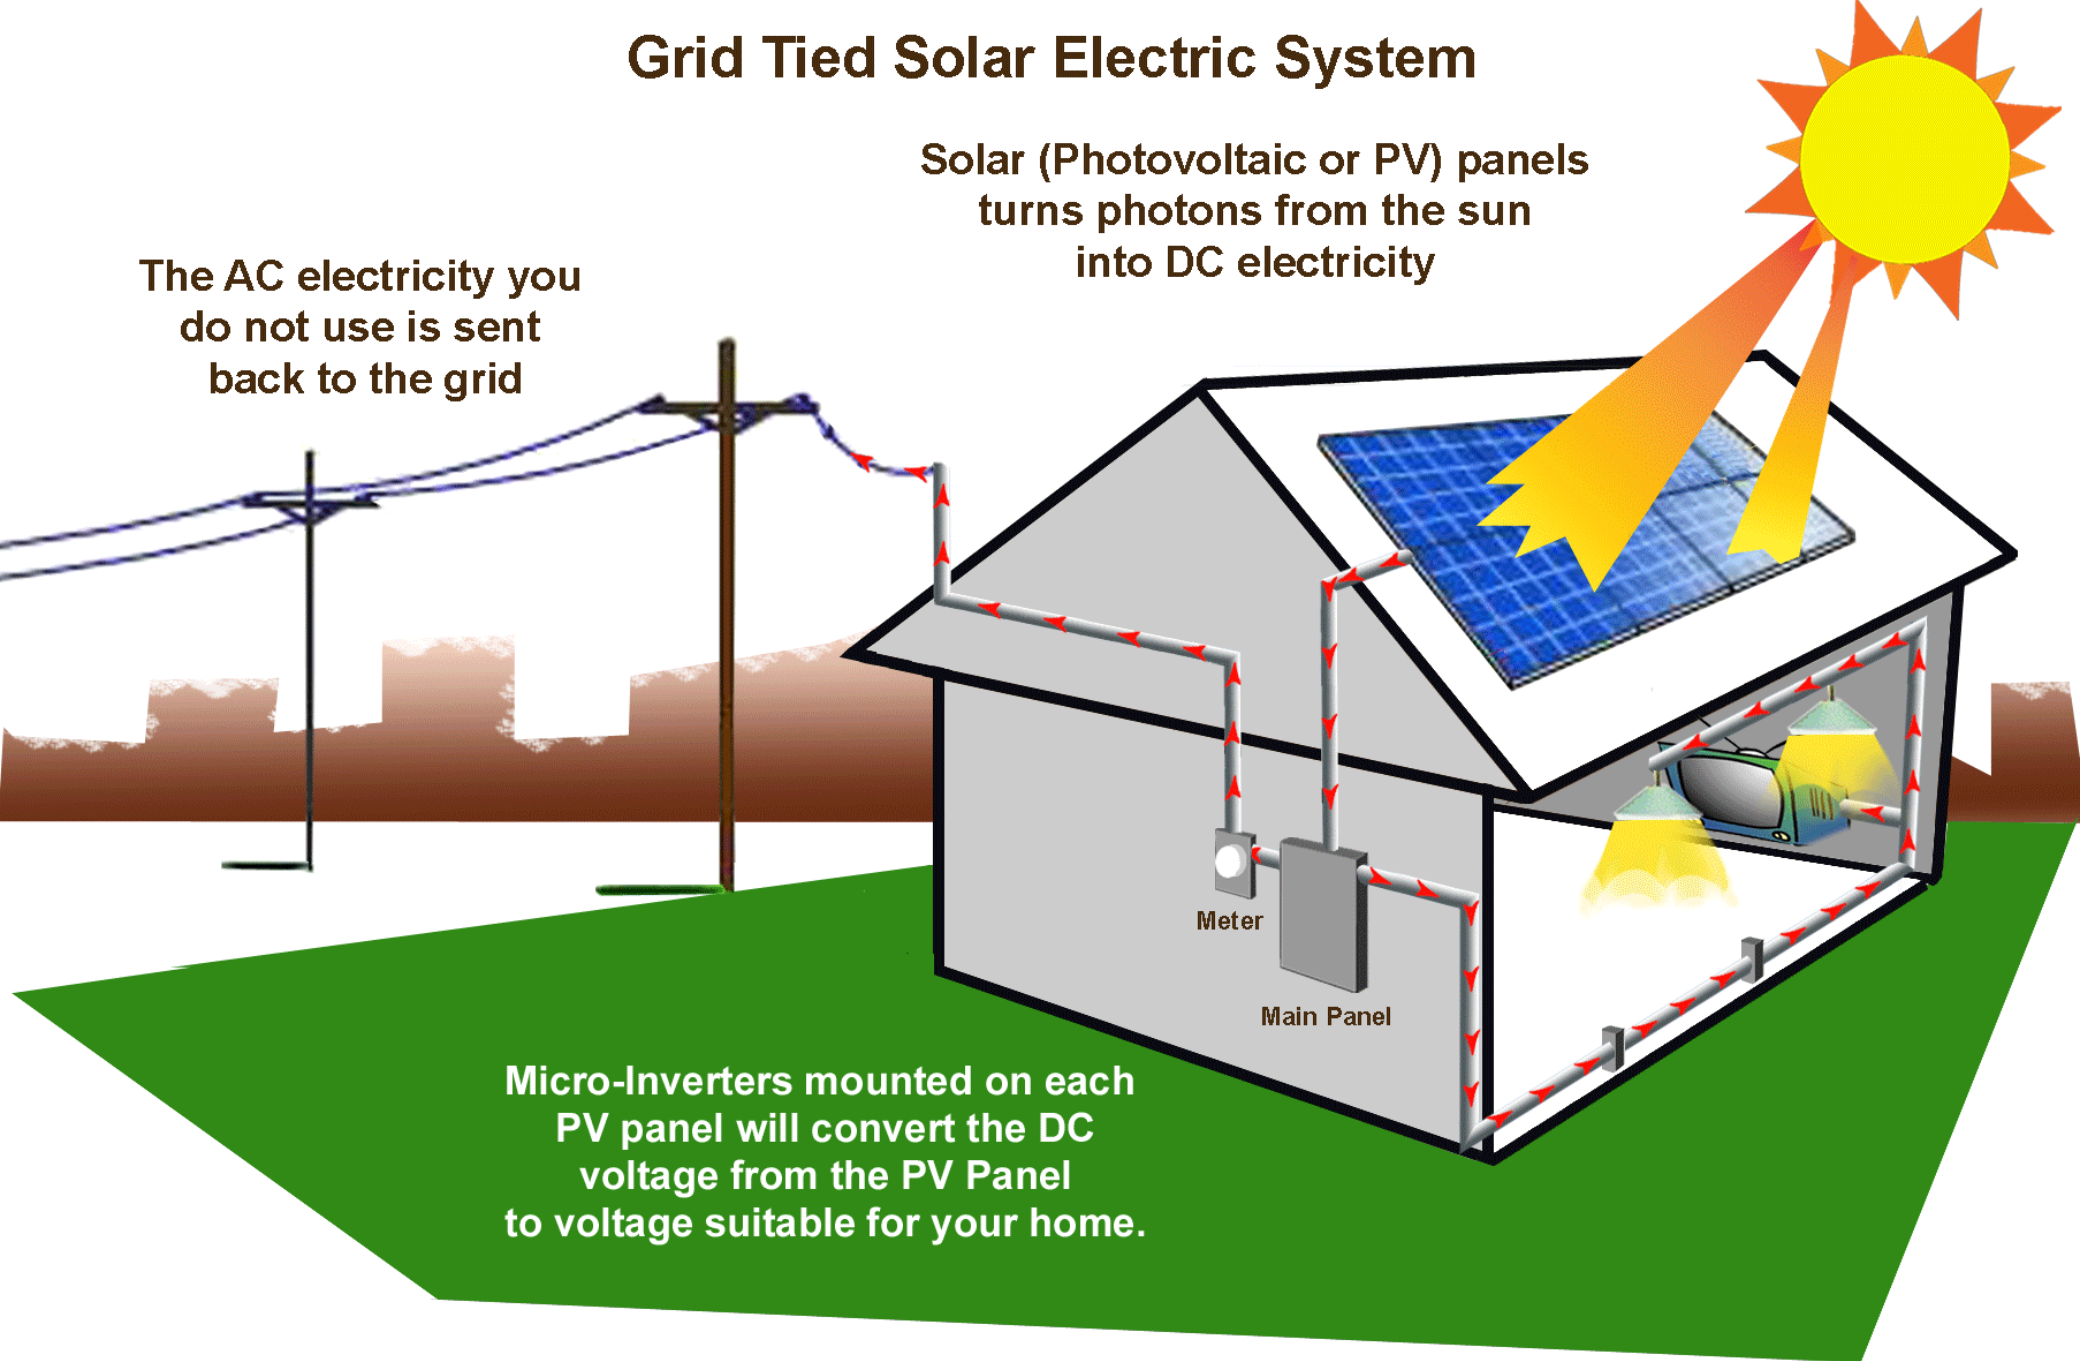 Grid Tied Solar Electric System
Solar (Photovoltaic or PV) panels
turns photons from the sun
into DC electricity
The AC electricity you
do not use is sent
back to the grid
Meter
Main Panel
Micro-Inverters mounted on each
PV panel will convert the DC
voltage from the PV Panel
to voltage suitable for your home.